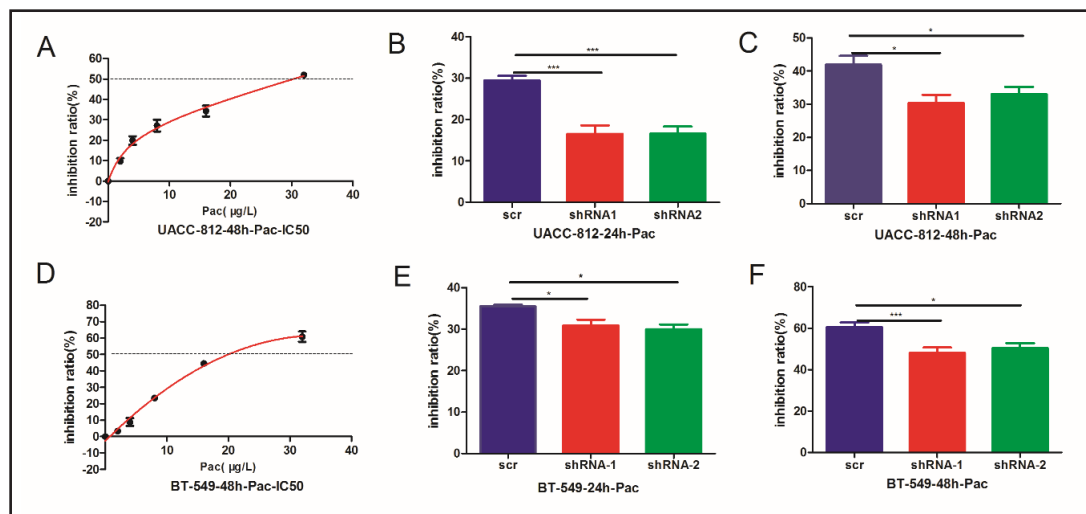 A
inhibition ratio(%)
60
50
40
30
20
10
0
-10
-20
10
20
30
40
Pac( μg/L)
UACC-812-48h-Pac-IC50
B
inhibition ratio(%)
40
30
20
10
0
***
***
scr
shRNA1
shRNA2
UACC-812-24h-Pac
C
inhibition ratio(%)
50
40
30
20
10
0
*
*
scr
shRNA1
shRNA2
UACC-812-48h-Pac
D
inhibition ratio(%)
80
70
60
50
40
30
20
10
0
-10
-20
10
20
30
40
Pac( μg/L)
BT-549-48h-Pac-IC50
E
inhibition ratio(%)
40
30
20
10
0
*
*
scr
shRNA-1
shRNA-2
BT-549-24h-Pac
F
inhibition ratio(%)
80
60
40
20
0
*
***
scr
shRNA-1
shRNA-2
BT-549-48h-Pac